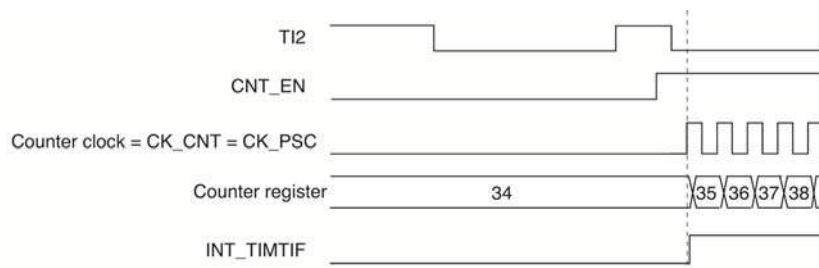 TI2
CNT_EN
Counter clock = CK_CNT = CK_PSC
Counter register 34 35 36 37 38
INT_TIMTIF